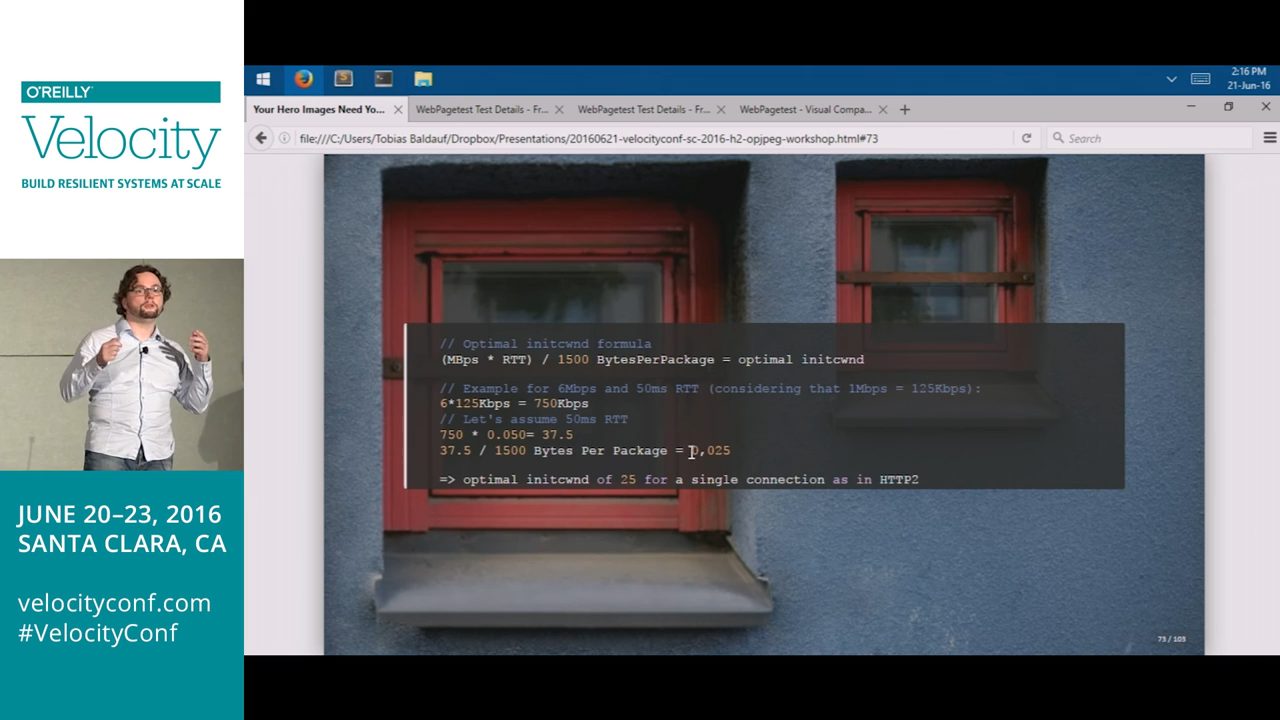 O'REILLY
Velocity
BUILD RESILIENT SYSTEMS AT SCALE
JUNE 20–23, 2016
SANTA CLARA, CA
velocityconf.com
#VelocityConf
2:16 PM
21-Jun-16
Your Hero Images Need Yo...
WebPagetest Test Details - Fr...
WebPagetest Test Details - Fr...
WebPagetest - Visual Compa...
file:///C:/Users/Tobias Baldauf/Dropbox/Presentations/20160621-velocityconf-sc-2016-h2-opjpeg-workshop.html#73
Search
// Optimal initcwnd formula
(MBps * RTT) / 1500 BytesPerPackage = optimal initcwnd
// Example for 6Mbps and 50ms RTT (considering that 1Mbps = 125Kbps):
6*125Kbps = 750Kbps
// Let's assume 50ms RTT
750 * 0.050= 37.5
37.5 / 1500 Bytes Per Package = 0,025
=> optimal initcwnd of 25 for a single connection as in HTTP2
73 / 103